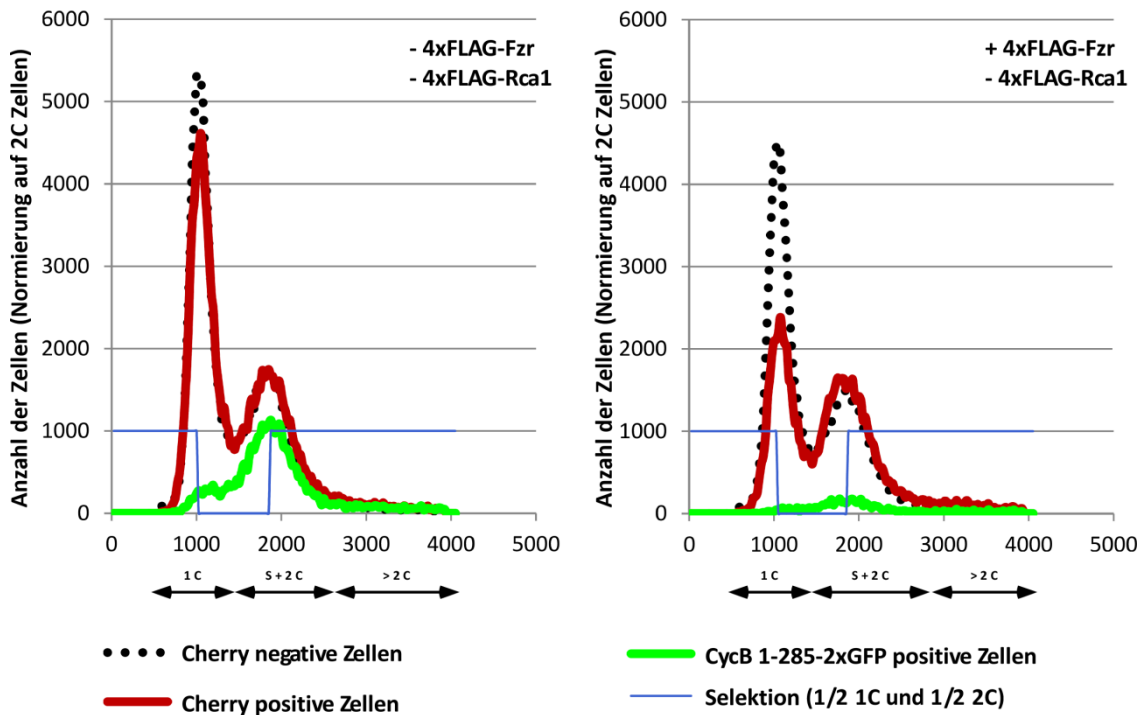 Anzahl der Zellen (Normierung auf 2C Zellen)
6000
5000
4000
3000
2000
1000
0
- 4xFLAG-Fzr
- 4xFLAG-Rca1
0 1000 2000 3000 4000 5000
1 C S + 2 C > 2 C
Anzahl der Zellen (Normierung auf 2C Zellen)
6000
5000
4000
3000
2000
1000
0
+ 4xFLAG-Fzr
- 4xFLAG-Rca1
0 1000 2000 3000 4000 5000
1 C S + 2 C > 2 C
Cherry negative Zellen
Cherry positive Zellen
CycB 1-285-2xGFP positive Zellen
Selektion (1/2 1C und 1/2 2C)